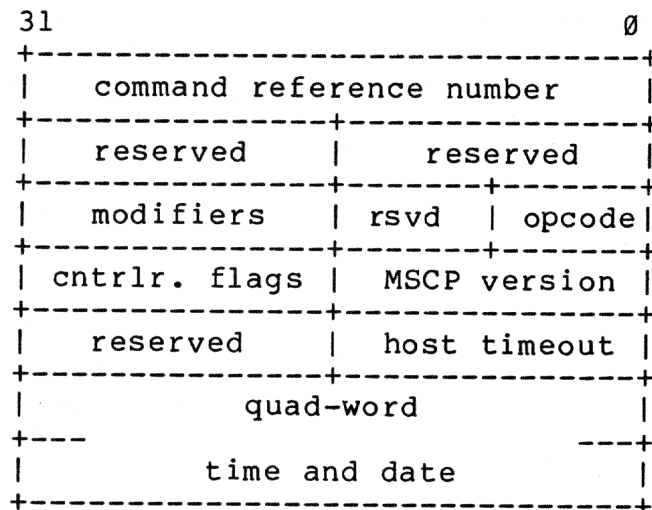 31 0
command reference number
reserved reserved
modifiers rsvd opcode
cntrlr. flags MSCP version
reserved host timeout
quad-word
time and date